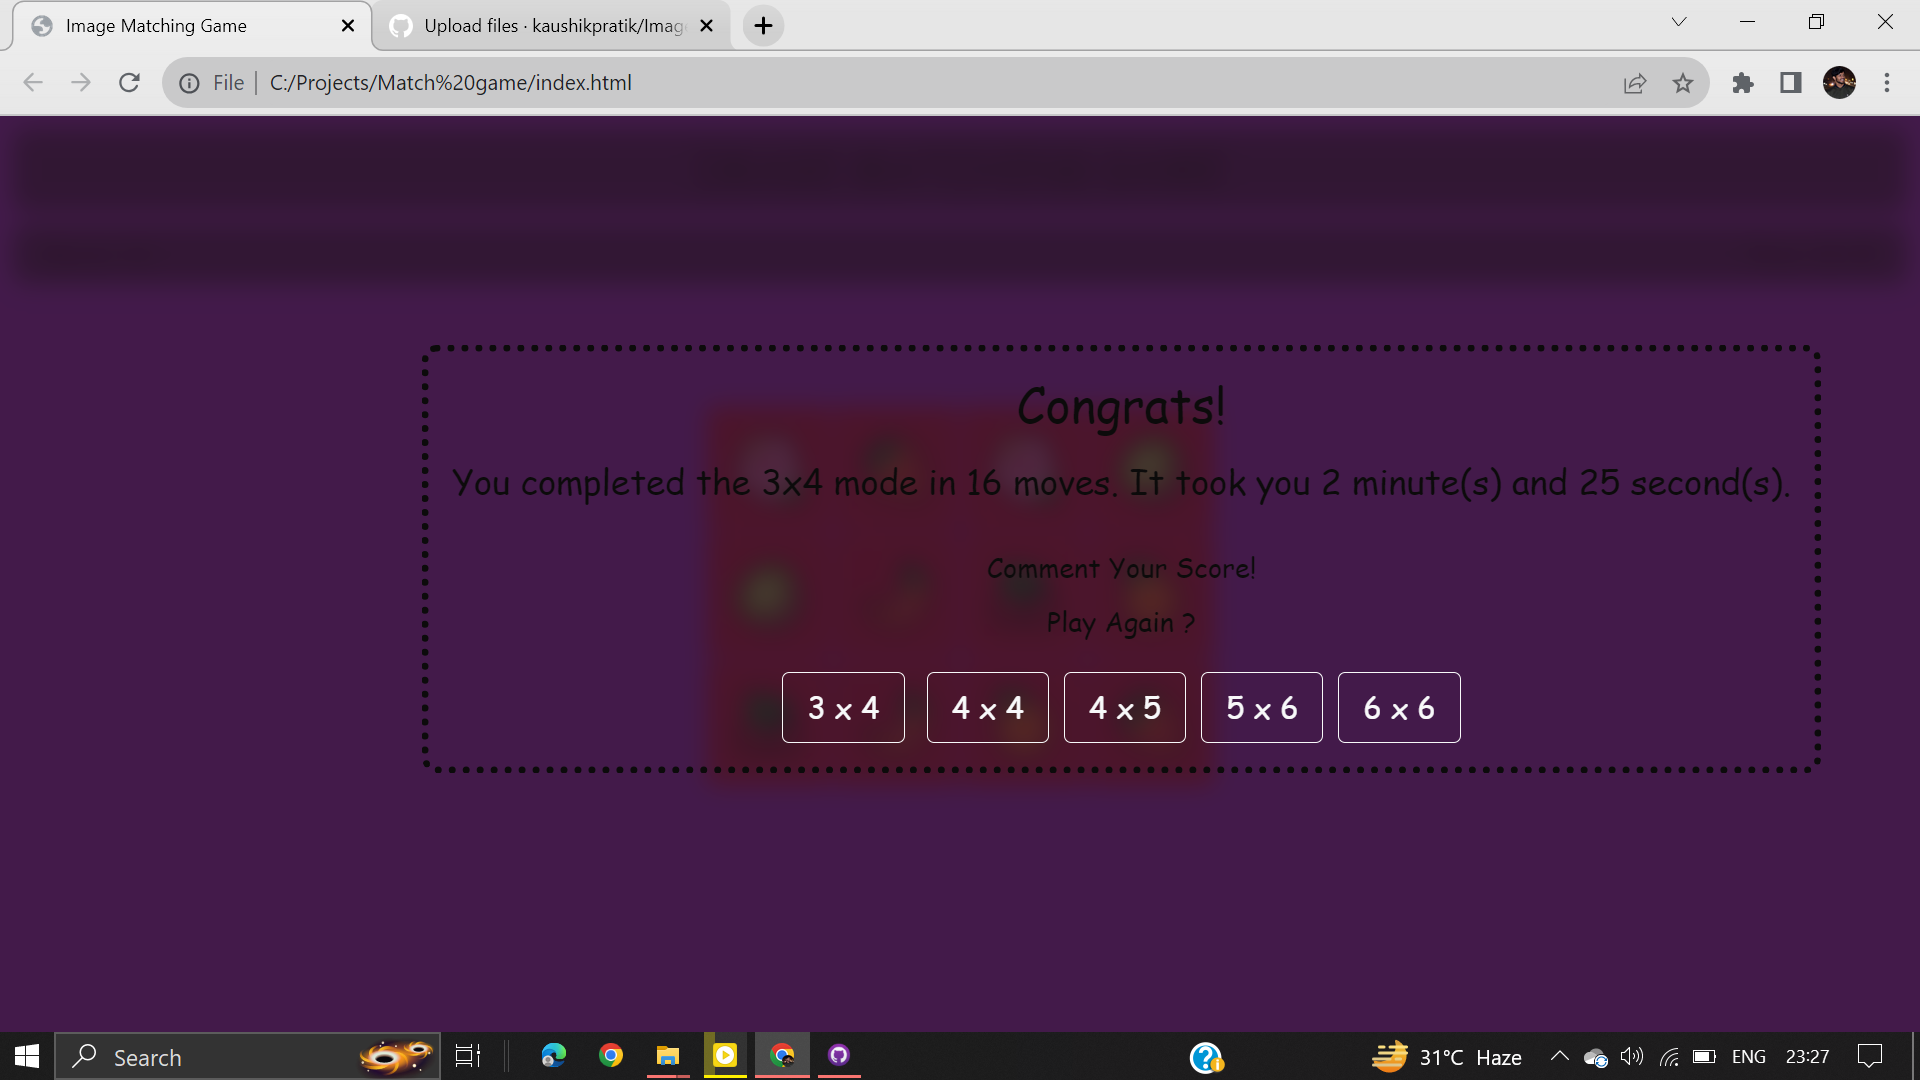 Image Matching Game
Upload files · kaushikpratik/Imag
File
C:/Projects/Match%20game/index.html
Congrats!
You completed the 3x4 mode in 16 moves. It took you 2 minute(s) and 25 second(s).
Comment Your Score!
Play Again ?
3 x 4 4 x 4 4 x 5 5 x 6 6 x 6
Search
31°C Haze
ENG
23:27